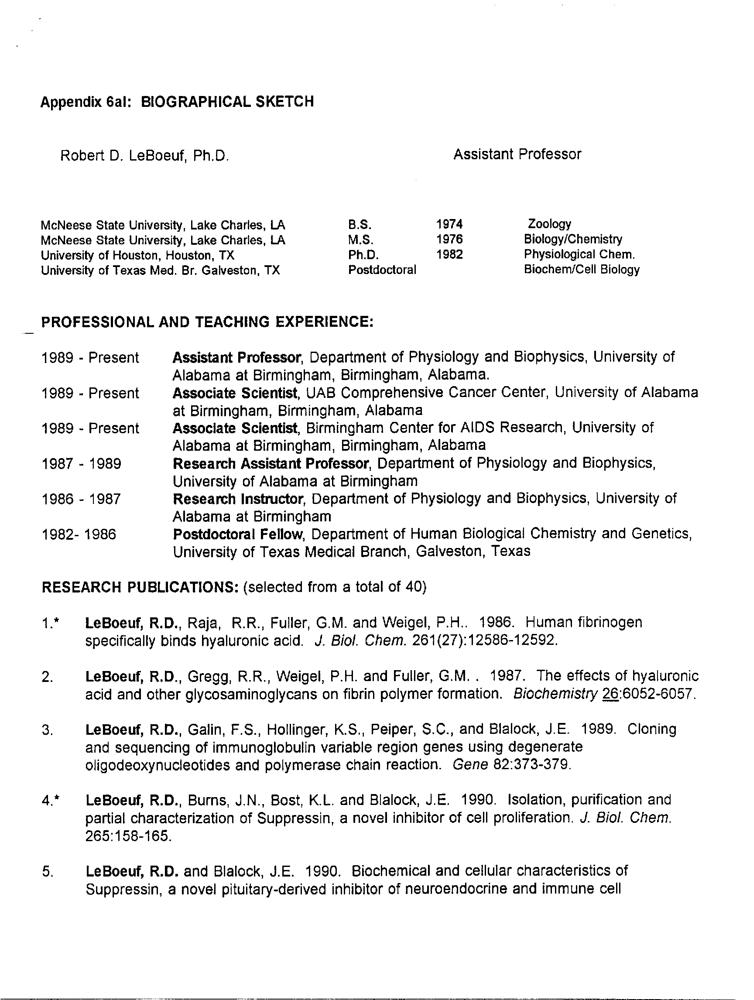 Appendix 6al: BIOGRAPHICAL SKETCH
Robert D. LeBoeuf, Ph.D. Assistant Professor
McNeese State University, Lake Charles, LA B.S. 1974 Zoology
McNeese State University, Lake Charles, LA M.S. 1976 Biology/Chemistry
University of Houston, Houston, TX Ph.D. 1982 Physiological Chem.
University of Texas Med. Br. Galveston, TX Postdoctoral Biochem/Cell Biology
PROFESSIONAL AND TEACHING EXPERIENCE:
1989 - Present Assistant Professor, Department of Physiology and Biophysics, University of
Alabama at Birmingham, Birmingham, Alabama.
1989 - Present Associate Scientist, UAB Comprehensive Cancer Center, University of Alabama
at Birmingham, Birmingham, Alabama
1989 - Present Associate Scientist, Birmingham Center for AIDS Research, University of
Alabama at Birmingham, Birmingham, Alabama
1987 - 1989 Research Assistant Professor, Department of Physiology and Biophysics,
University of Alabama at Birmingham
1986 - 1987 Research Instructor, Department of Physiology and Biophysics, University of
Alabama at Birmingham
1982- 1986 Postdoctoral Fellow, Department of Human Biological Chemistry and Genetics,
University of Texas Medical Branch, Galveston, Texas
RESEARCH PUBLICATIONS: (selected from a total of 40)
1.* LeBoeuf, R.D., Raja, R.R., Fuller, G.M. and Weigel, P.H.. 1986. Human fibrinogen
specifically binds hyaluronic acid. J. Biol. Chem. 261(27):12586-12592.
2. LeBoeuf, R.D., Gregg, R.R., Weigel, P.H. and Fuller, G.M. . 1987. The effects of hyaluronic
acid and other glycosaminoglycans on fibrin polymer formation. Biochemistry 26:6052-6057.
3. LeBoeuf, R.D., Galin, F.S., Hollinger, K.S., Peiper, S.C., and Blalock, J.E. 1989. Cloning
and sequencing of immunoglobulin variable region genes using degenerate
oligodeoxynucleotides and polymerase chain reaction. Gene 82:373-379.
4.* LeBoeuf, R.D., Burns, J.N., Bost, K.L. and Blalock, J.E. 1990. Isolation, purification and
partial characterization of Suppressin, a novel inhibitor of cell proliferation. J. Biol. Chem.
265:158-165.
5. LeBoeuf, R.D. and Blalock, J.E. 1990. Biochemical and cellular characteristics of
Suppressin, a novel pituitary-derived inhibitor of neuroendocrine and immune cell